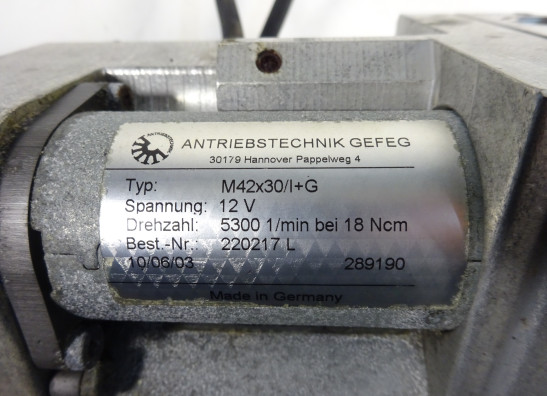 ANTRIEBSTECHNIK GEFEG
30179 Hannover Pappelweg 4
Typ: M42x30/I+G
Spannung: 12 V
Drehzahl: 5300 1/min bei 18 Ncm
Best.-Nr.: 220217 L
10/06/03 289190
Made in Germany